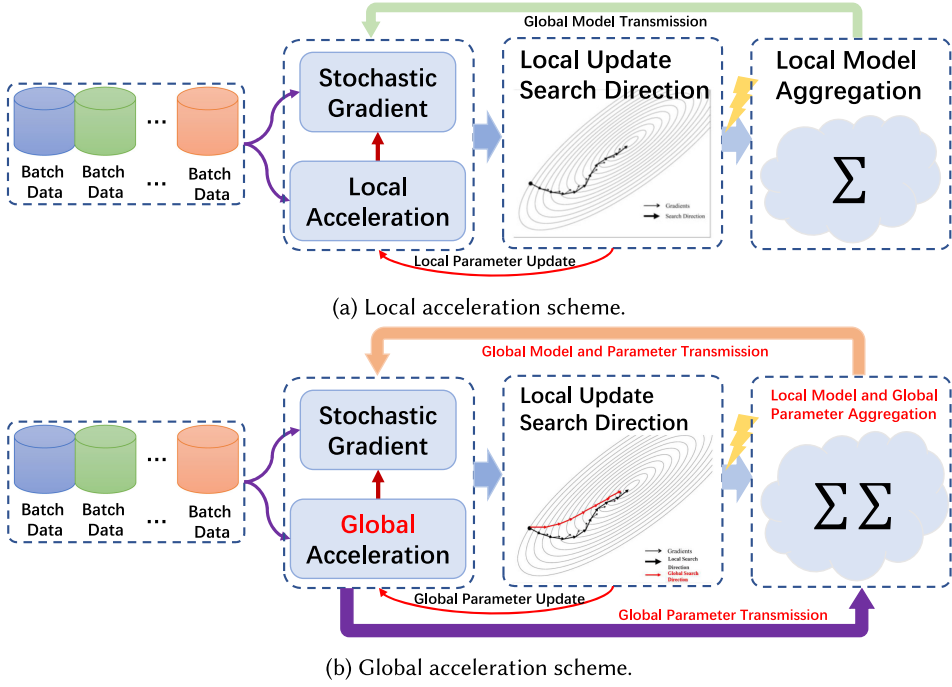 Global Model Transmission
Stochastic
Gradient
Local Update
Search Direction
Local Model
Aggregation
Batch
Data
Batch
Data
...
...
Batch
Data
Local
Acceleration
Gradients
Search Direction
Σ
Local Parameter Update
(a) Local acceleration scheme.
Global Model and Parameter Transmission
Stochastic
Gradient
Local Update
Search Direction
Local Model and Global
Parameter Aggregation
Batch
Data
Batch
Data
...
...
Batch
Data
Global
Acceleration
Gradients
Local Search
Direction
Global Search
Direction
Σ Σ
Global Parameter Update
Global Parameter Transmission
(b) Global acceleration scheme.